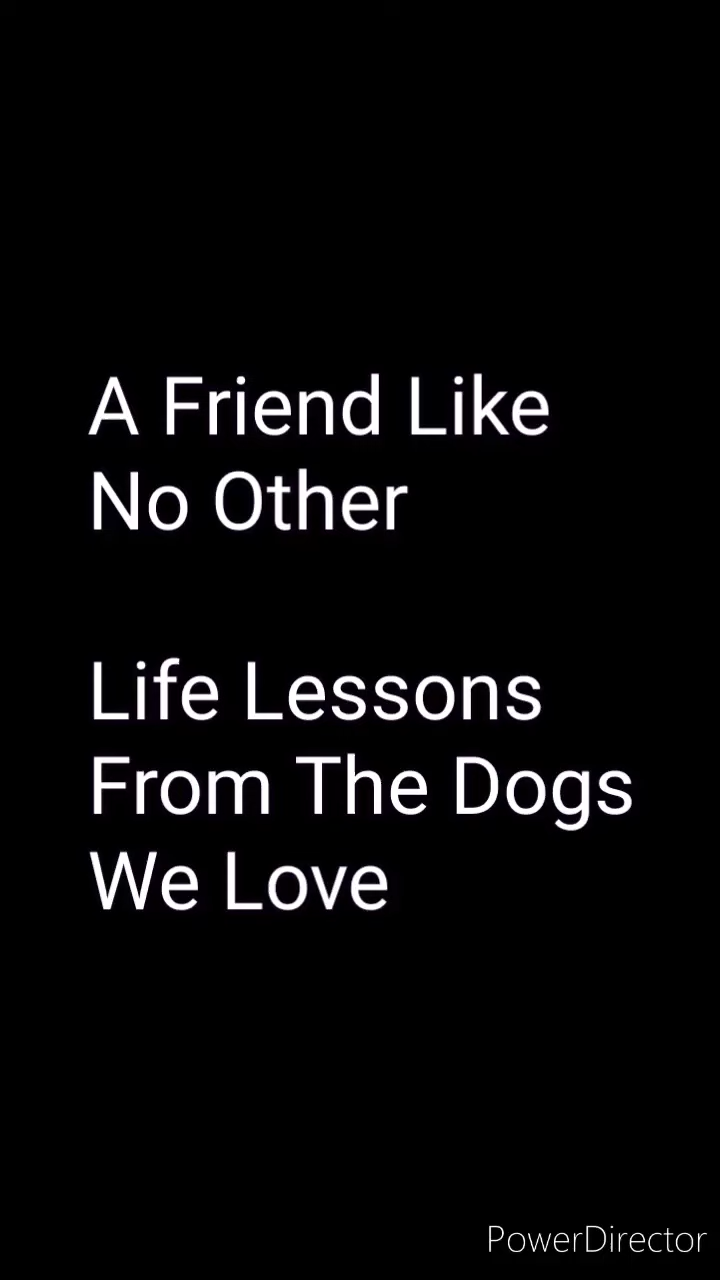 A Friend Like
No Other
Life Lessons
From The Dogs
We Love
PowerDirector